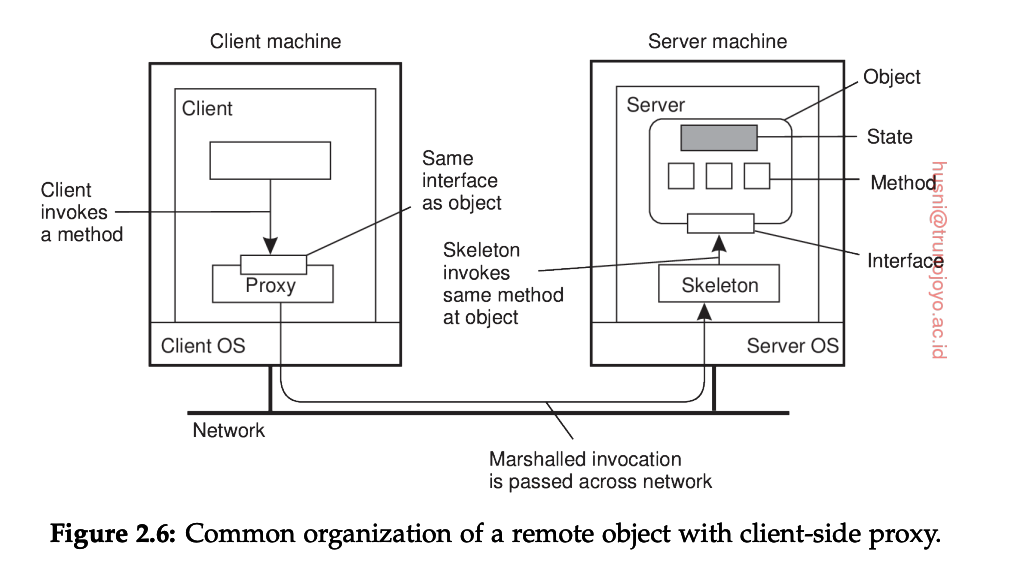 Client machine
Server machine
Client
Server
Object
State
Method
Interface
Client
invokes
a method
Same
interface
as object
Skeleton
invokes
same method
at object
Proxy
Skeleton
Client OS
Server OS
Network
Marshalled invocation
is passed across network
husni@trunojoyo.ac.id
Figure 2.6: Common organization of a remote object with client-side proxy.